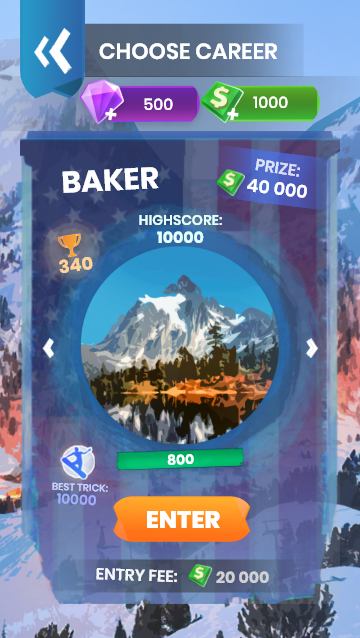 CHOOSE CAREER
500
1000
BAKER
PRIZE:
40 000
HIGHSCORE:
10000
340
800
BEST TRICK:
10000
ENTER
ENTRY FEE: 20 000